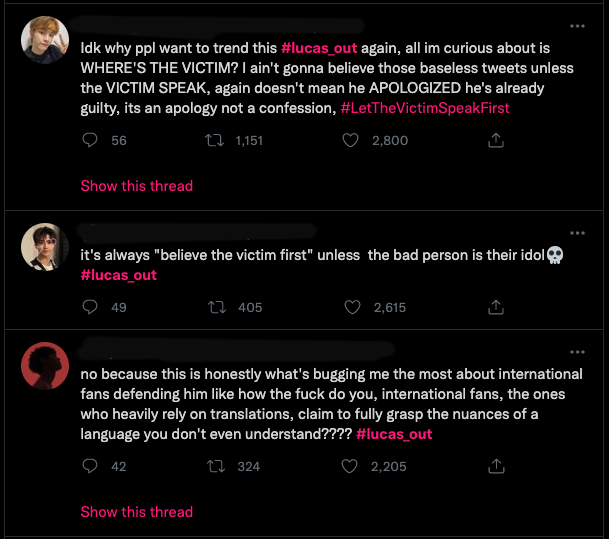 Idk why ppl want to trend this #lucas_out again, all im curious about is
WHERE'S THE VICTIM? I ain't gonna believe those baseless tweets unless
the VICTIM SPEAK, again doesn't mean he APOLOGIZED he's already
guilty, its an apology not a confession, #LetTheVictimSpeakFirst
56 1,151 2,800
Show this thread
it's always "believe the victim first" unless the bad person is their idol💀
#lucas_out
49 405 2,615
no because this is honestly what's bugging me the most about international
fans defending him like how the fuck do you, international fans, the ones
who heavily rely on translations, claim to fully grasp the nuances of a
language you don't even understand???? #lucas_out
42 324 2,205
Show this thread